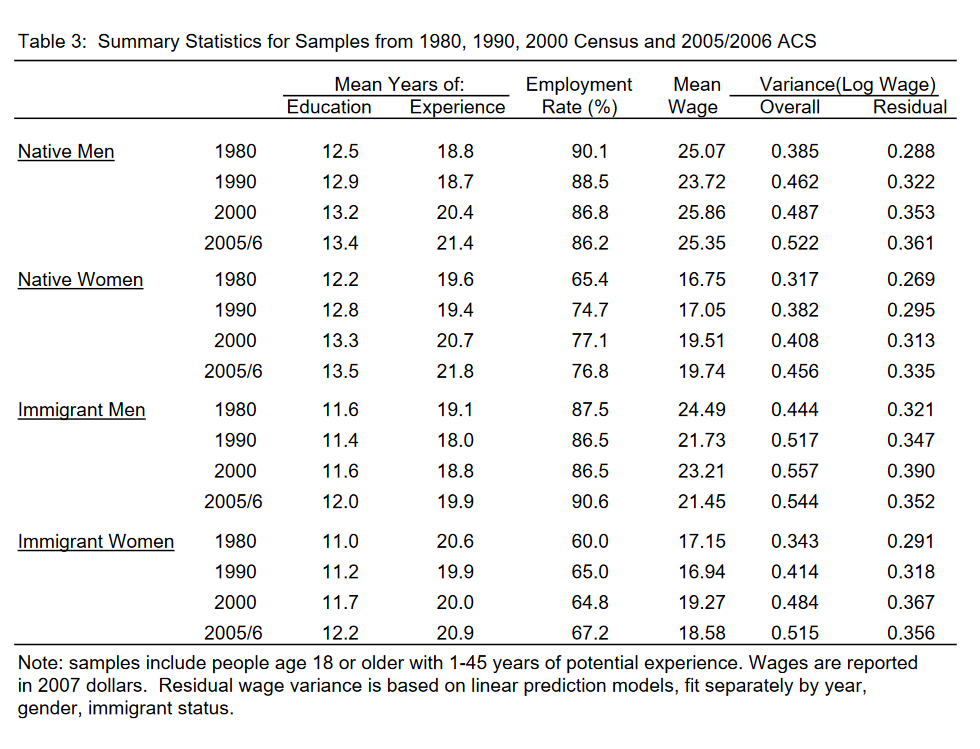 Table 3: Summary Statistics for Samples from 1980, 1990, 2000 Census and 2005/2006 ACS
Mean Years of: Employment Mean Variance(Log Wage)
Education Experience Rate (%) Wage Overall Residual
Native Men 1980 12.5 18.8 90.1 25.07 0.385 0.288
1990 12.9 18.7 88.5 23.72 0.462 0.322
2000 13.2 20.4 86.8 25.86 0.487 0.353
2005/6 13.4 21.4 86.2 25.35 0.522 0.361
Native Women 1980 12.2 19.6 65.4 16.75 0.317 0.269
1990 12.8 19.4 74.7 17.05 0.382 0.295
2000 13.3 20.7 77.1 19.51 0.408 0.313
2005/6 13.5 21.8 76.8 19.74 0.456 0.335
Immigrant Men 1980 11.6 19.1 87.5 24.49 0.444 0.321
1990 11.4 18.0 86.5 21.73 0.517 0.347
2000 11.6 18.8 86.5 23.21 0.557 0.390
2005/6 12.0 19.9 90.6 21.45 0.544 0.352
Immigrant Women 1980 11.0 20.6 60.0 17.15 0.343 0.291
1990 11.2 19.9 65.0 16.94 0.414 0.318
2000 11.7 20.0 64.8 19.27 0.484 0.367
2005/6 12.2 20.9 67.2 18.58 0.515 0.356
Note: samples include people age 18 or older with 1-45 years of potential experience. Wages are reported
in 2007 dollars. Residual wage variance is based on linear prediction models, fit separately by year,
gender, immigrant status.